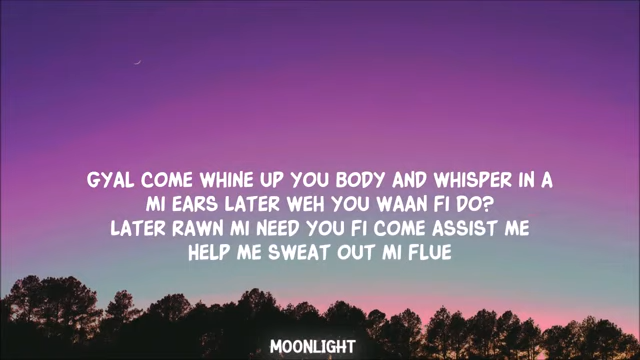 GYAL COME WHINE UP YOU BODY AND WHISPER IN A
MI EARS LATER WEH YOU WAAN FI DO?
LATER RAWN MI NEED YOU FI COME ASSIST ME
HELP ME SWEAT OUT MI FLUE
MOONLIGHT